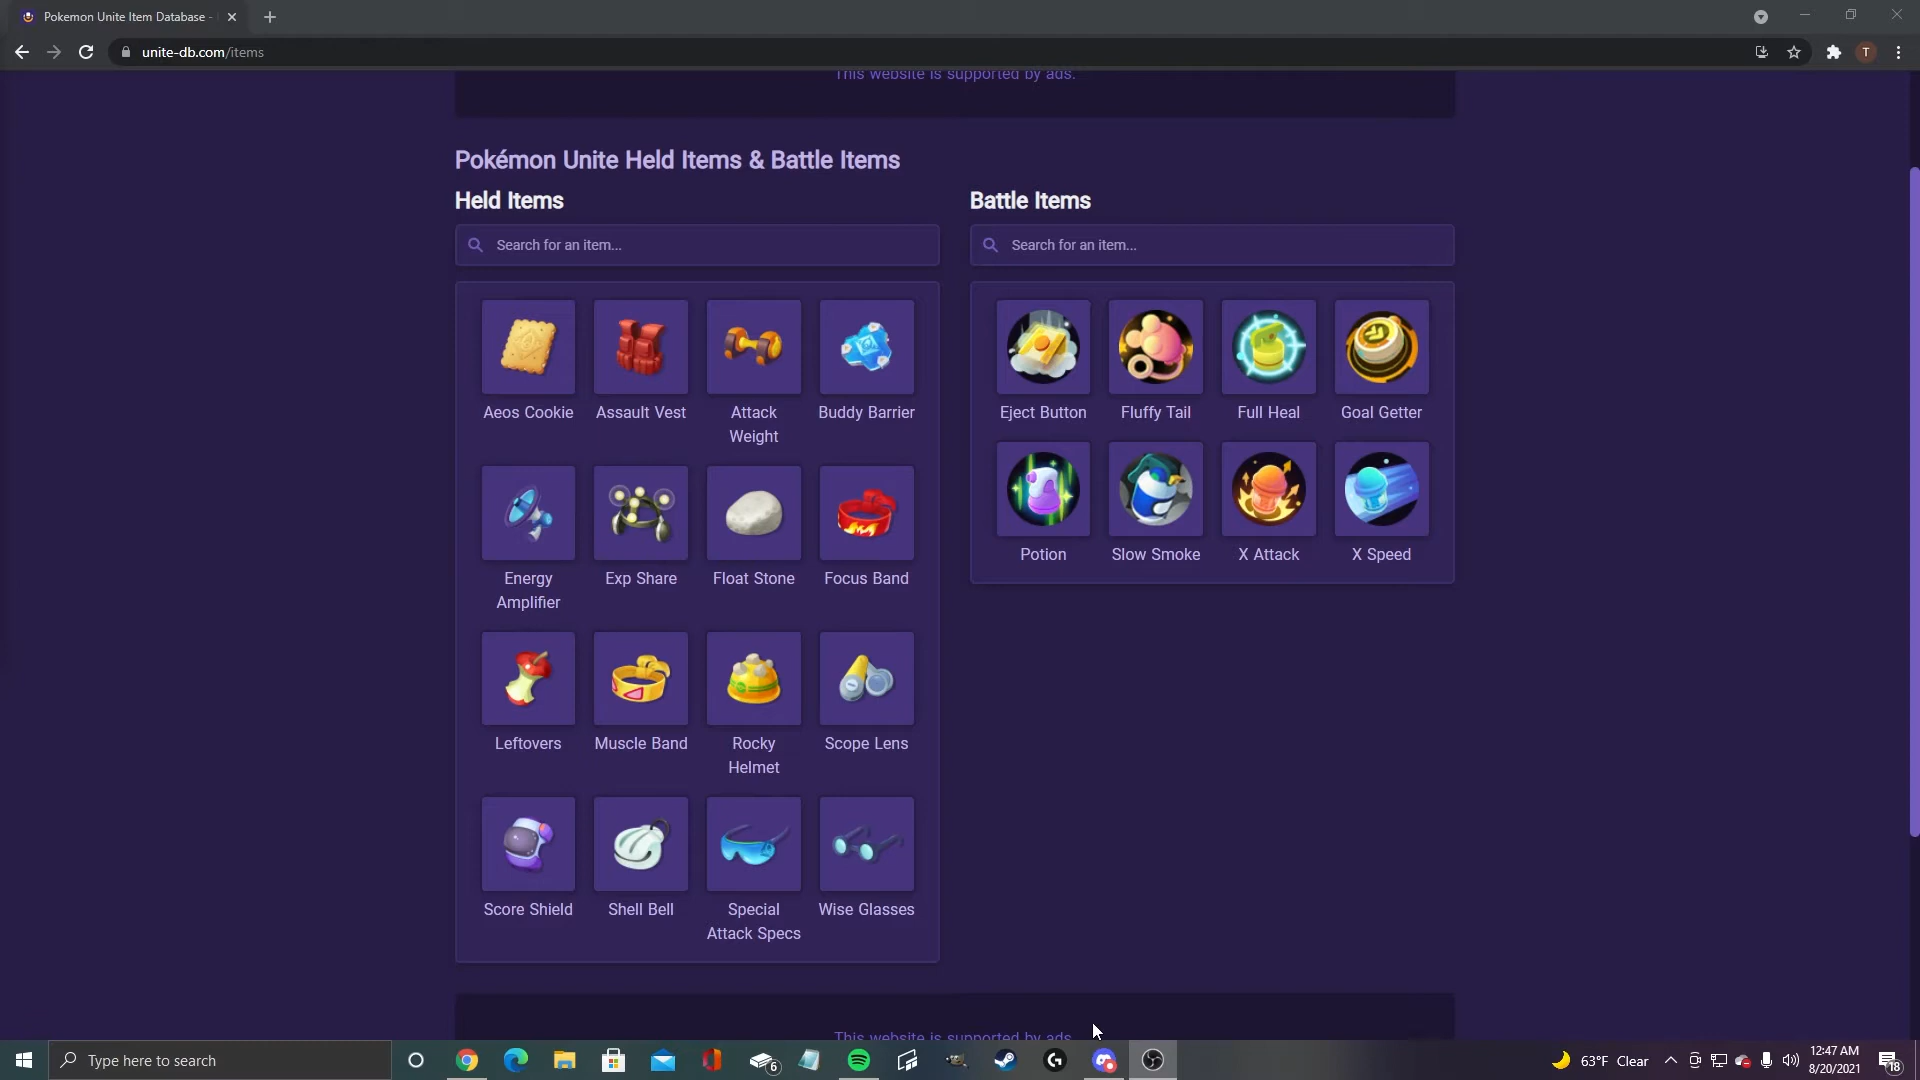 Pokemon Unite Item Database -
unite-db.com/items
T
This website is supported by ads.
Pokémon Unite Held Items & Battle Items
Held Items
Battle Items
Search for an item...
Search for an item...
Aeos Cookie
Assault Vest
Attack
Weight
Buddy Barrier
Eject Button
Fluffy Tail
Full Heal
Goal Getter
Energy
Amplifier
Exp Share
Float Stone
Focus Band
Potion
Slow Smoke
X Attack
X Speed
Leftovers
Muscle Band
Rocky
Helmet
Scope Lens
Score Shield
Shell Bell
Special
Attack Specs
Wise Glasses
This website is supported by ads.
Type here to search
6
63°F Clear
12:47 AM
8/20/2021
18